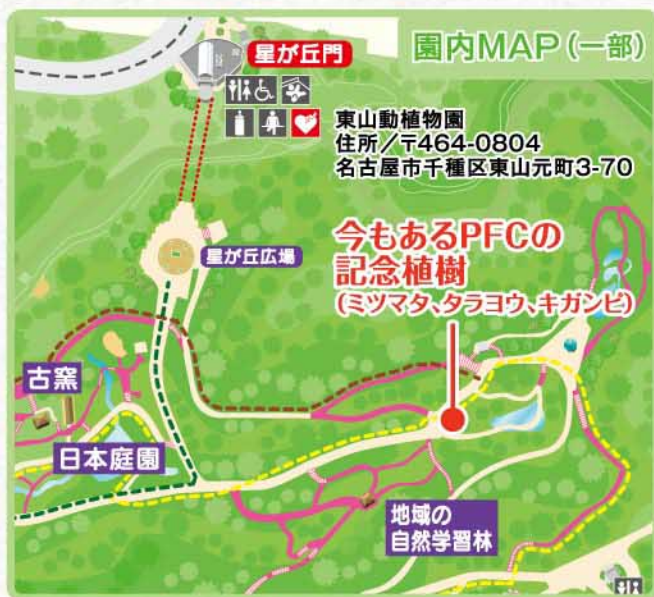 園内MAP(一部)
星が丘門
東山動植物園
住所/〒464-0804
名古屋市千種区東山元町3-70
星が丘広場
今もあるPFCの
記念植樹
(ミツマタ、タラヨウ、キガンピ)
古窯
日本庭園
地域の
自然学習林